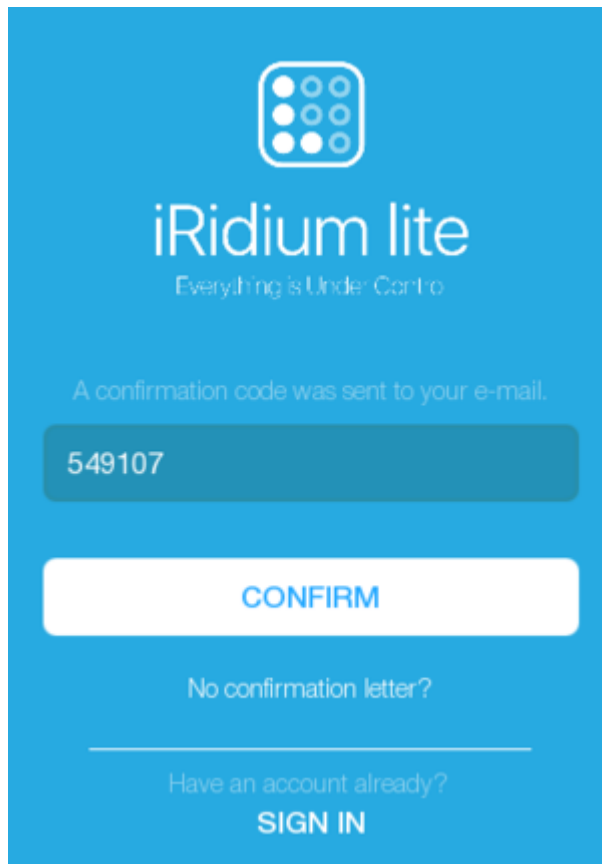 iRidium lite
Everything is Under Contro
A confirmation code was sent to your e-mail.
549107
CONFIRM
No confirmation letter?
Have an account already?
SIGN IN